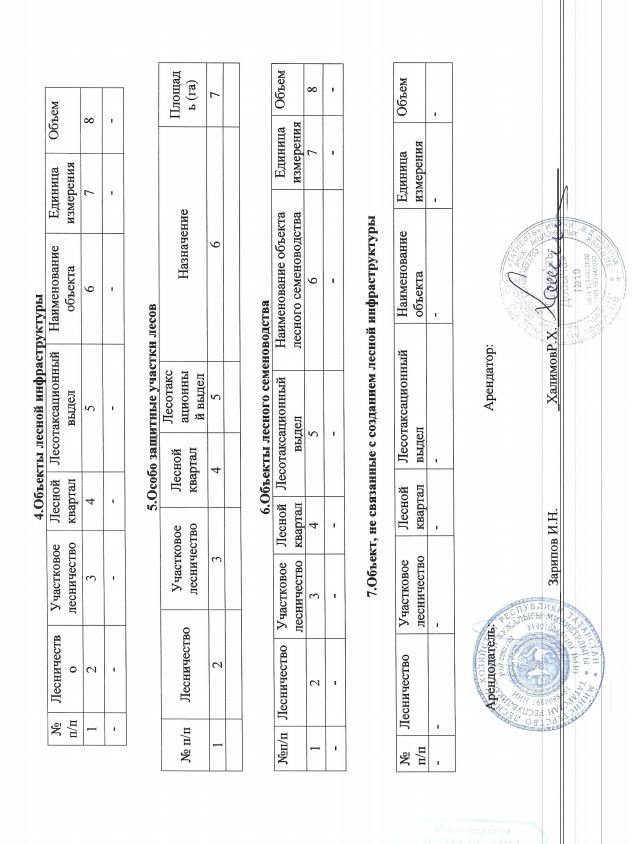 4.Объекты лесной инфраструктуры
№ п/п Лесничеств о Участковое лесничество Лесной квартал Лесотаксационный выдел Наименование объекта Единица измерения Объем
1 2 3 4 5 6 7 8
- - - - - - - -
5.Особо защитные участки лесов
№ п/п Лесничество Участковое лесничество Лесной квартал Лесотакс ационны й выдел Назначение Площад ь (га)
1 2 3 4 5 6 7
6.Объекты лесного семеноводства
№п/п Лесничество Участковое лесничество Лесной квартал Лесотаксационный выдел Наименование объекта лесного семеноводства Единица измерения Объем
1 2 3 4 5 6 7 8
- - - - - - - -
7.Объект, не связанные с созданием лесной инфраструктуры
№ п/п Лесничество Участковое лесничество Лесной квартал Лесотаксационный выдел Наименование объекта Единица измерения Объем
- - - - - - - -
Арендодатель: Арендатор:
Зарипов И.Н. ХалимовР.Х.